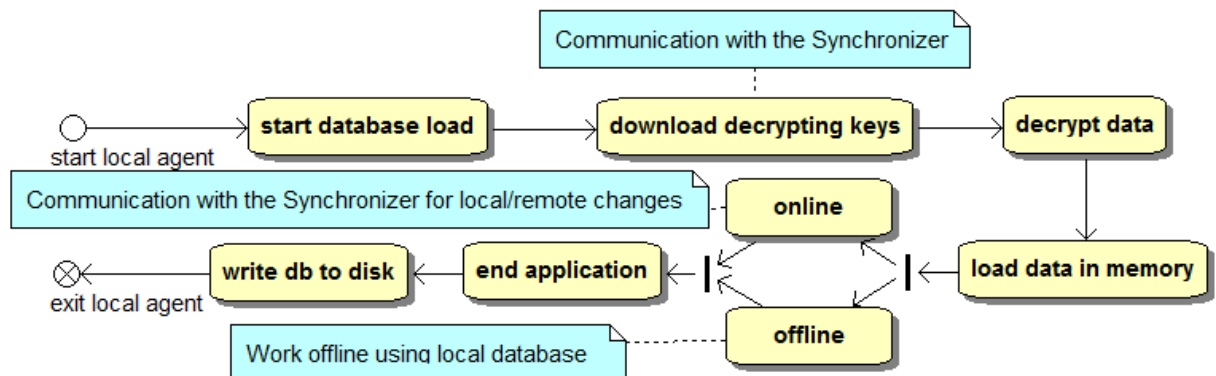 Communication with the Synchronizer
start database load
download decrypting keys
decrypt data
start local agent
Communication with the Synchronizer for local/remote changes
online
write db to disk
end application
load data in memory
exit local agent
offline
Work offline using local database